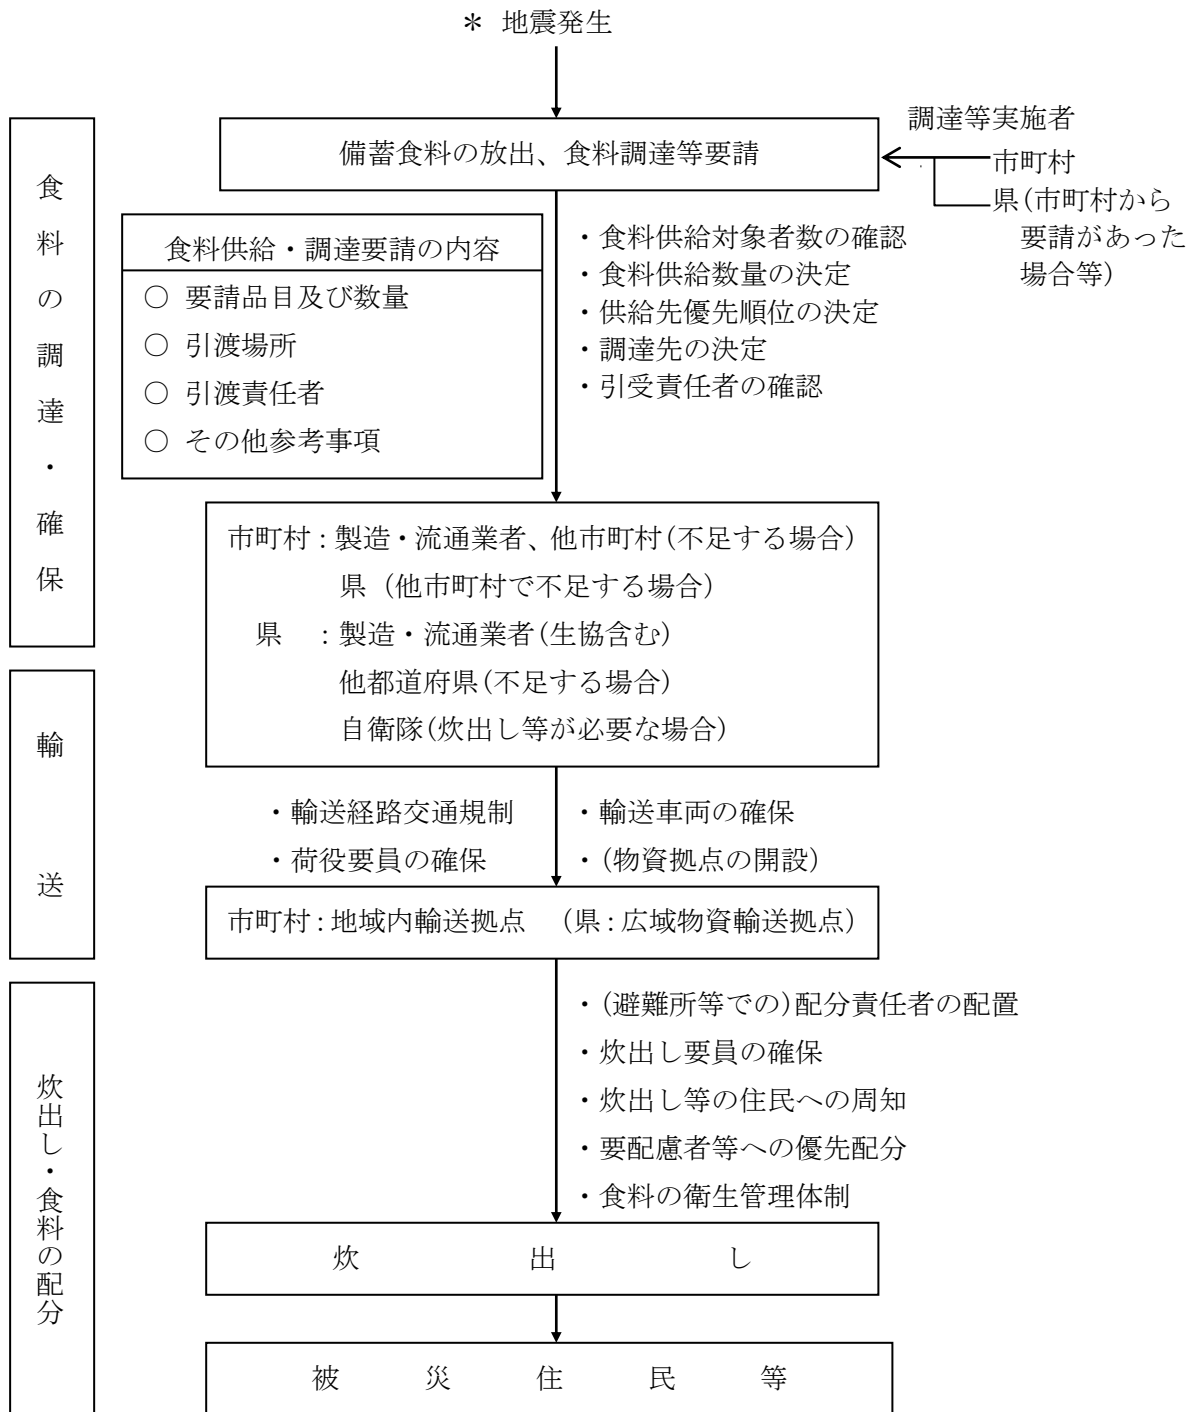 ＊ 地震発生
食料の調達・確保
備蓄食料の放出、食料調達等要請
調達等実施者
市町村
県(市町村から
要請があった
場合等)
食料供給・調達要請の内容
○ 要請品目及び数量
○ 引渡場所
○ 引渡責任者
○ その他参考事項
・食料供給対象者数の確認
・食料供給数量の決定
・供給先優先順位の決定
・調達先の決定
・引受責任者の確認
市町村：製造・流通業者、他市町村(不足する場合)
県 (他市町村で不足する場合)
県 ：製造・流通業者(生協含む)
他都道府県(不足する場合)
自衛隊(炊出し等が必要な場合)
輸送
・輸送経路交通規制
・荷役要員の確保
・輸送車両の確保
・(物資拠点の開設)
市町村：地域内輸送拠点 (県：広域物資輸送拠点)
炊出し・食料の配分
・(避難所等での)配分責任者の配置
・炊出し要員の確保
・炊出し等の住民への周知
・要配慮者等への優先配分
・食料の衛生管理体制
炊出し
被災住民等